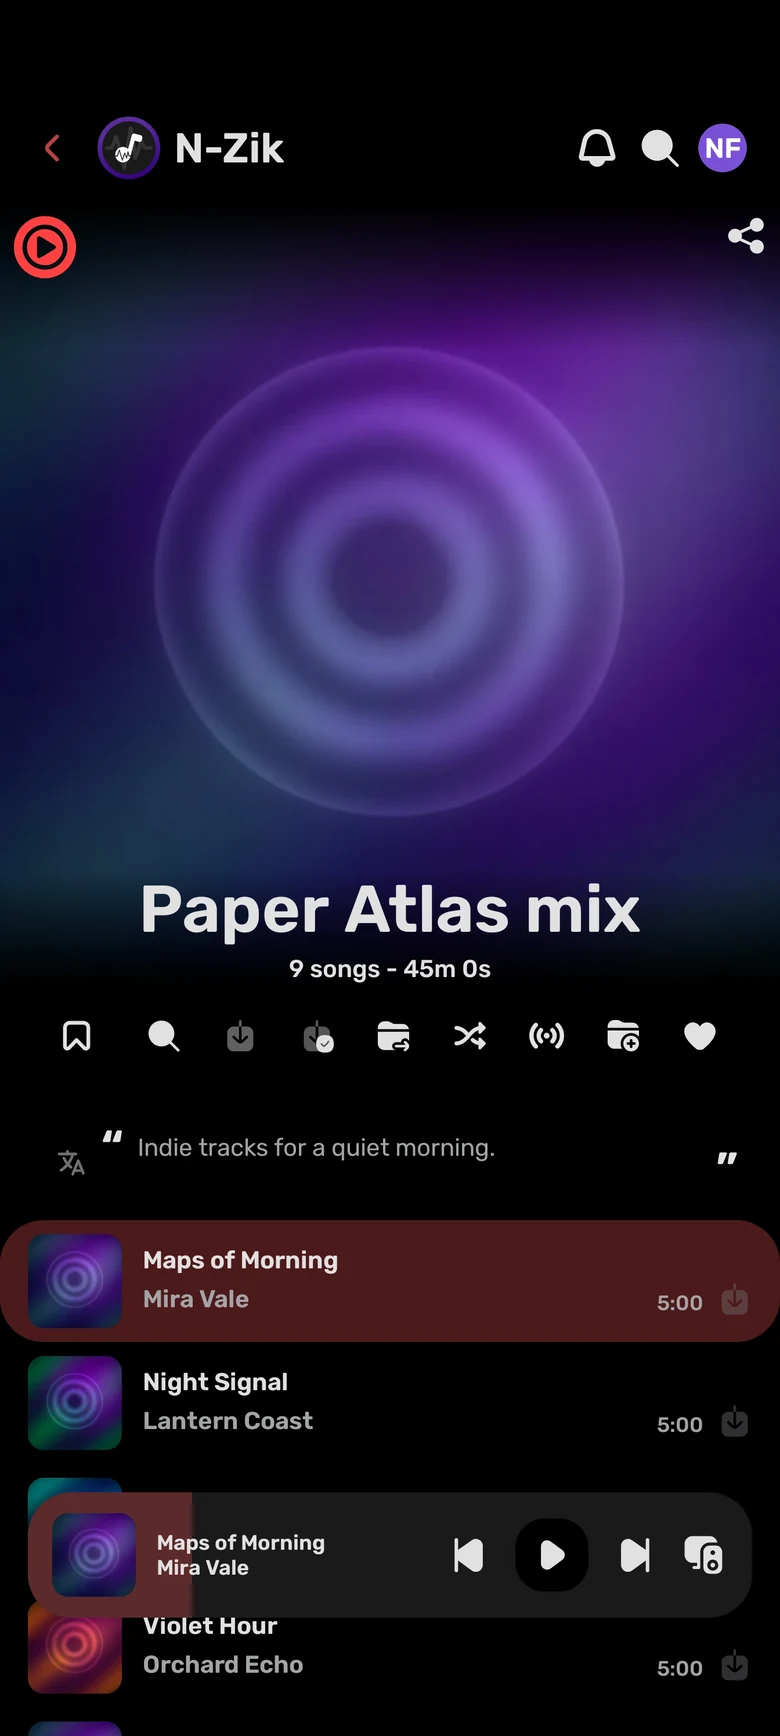 N-Zik
NF
Paper Atlas mix
9 songs - 45m 0s
“ Indie tracks for a quiet morning. ”
Maps of Morning
Mira Vale
5:00
Night Signal
Lantern Coast
5:00
Maps of Morning
Mira Vale
Violet Hour
Orchard Echo
5:00